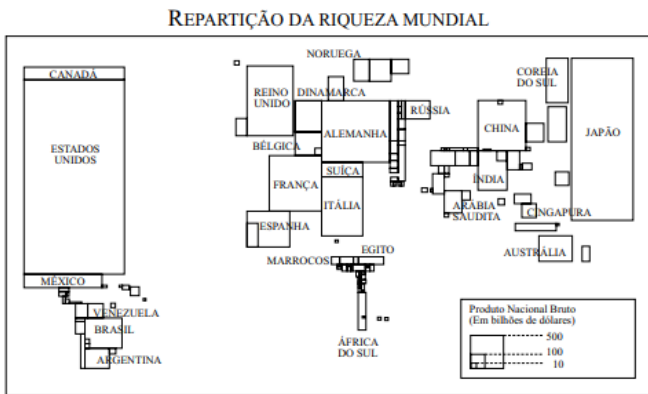 REPARTIÇÃO DA RIQUEZA MUNDIAL
CANADÁ
ESTADOS
UNIDOS
MÉXICO
VENEZUELA
BRASIL
ARGENTINA
NORUEGA
REINO
UNIDO
DINAMARCA
ALEMANHA
RÚSSIA
BÉLGICA
SUÍÇA
FRANÇA
ITÁLIA
ESPANHA
MARROCOS
EGITO
ÁFRICA
DO SUL
COREIA
DO SUL
CHINA
JAPÃO
ÍNDIA
ARÁBIA
SAUDITA
CINGAPURA
AUSTRÁLIA
Produto Nacional Bruto
(Em bilhões de dólares)
500
100
10